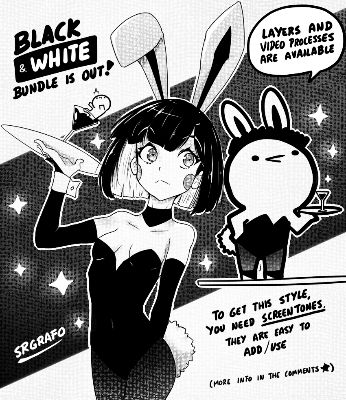 BLACK
& WHITE
BUNDLE IS OUT!
LAYERS AND
VIDEO PROCESSES
ARE AVAILABLE
SRGRAFO
TO GET THIS STYLE,
YOU NEED SCREENTONES.
THEY ARE EASY TO
ADD/USE
(MORE INFO IN THE COMMENTS★)